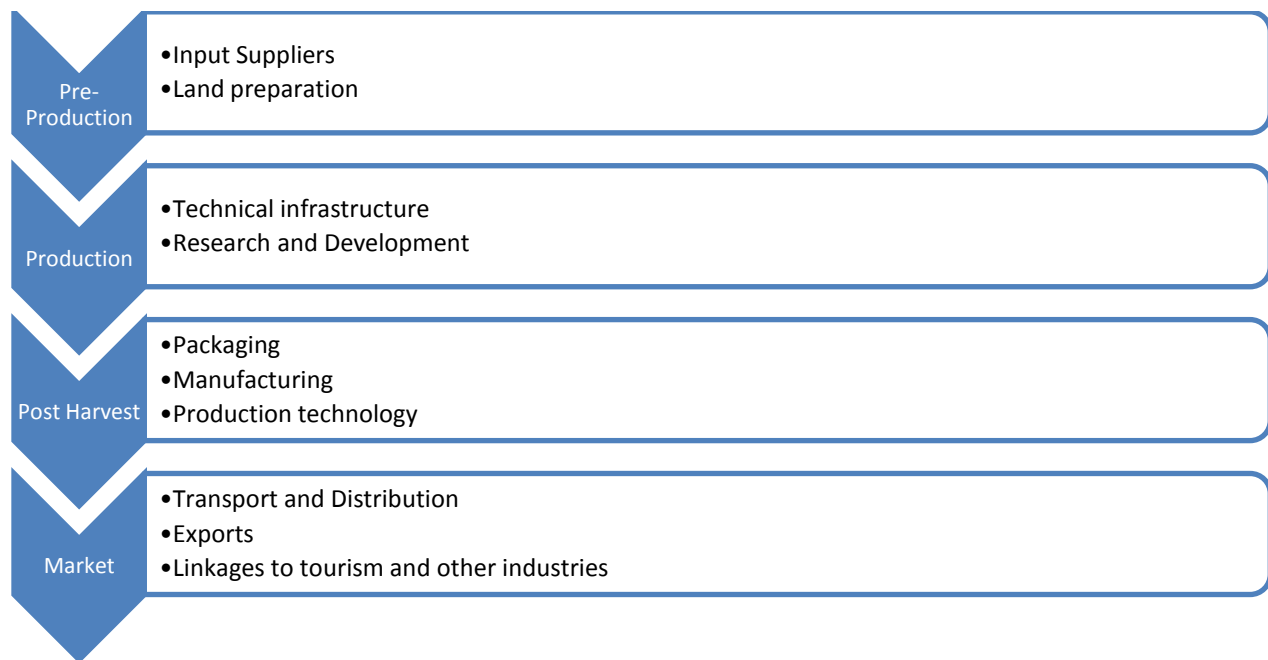 Pre-
Production
•Input Suppliers
•Land preparation
Production
•Technical infrastructure
•Research and Development
Post Harvest
•Packaging
•Manufacturing
•Production technology
Market
•Transport and Distribution
•Exports
•Linkages to tourism and other industries